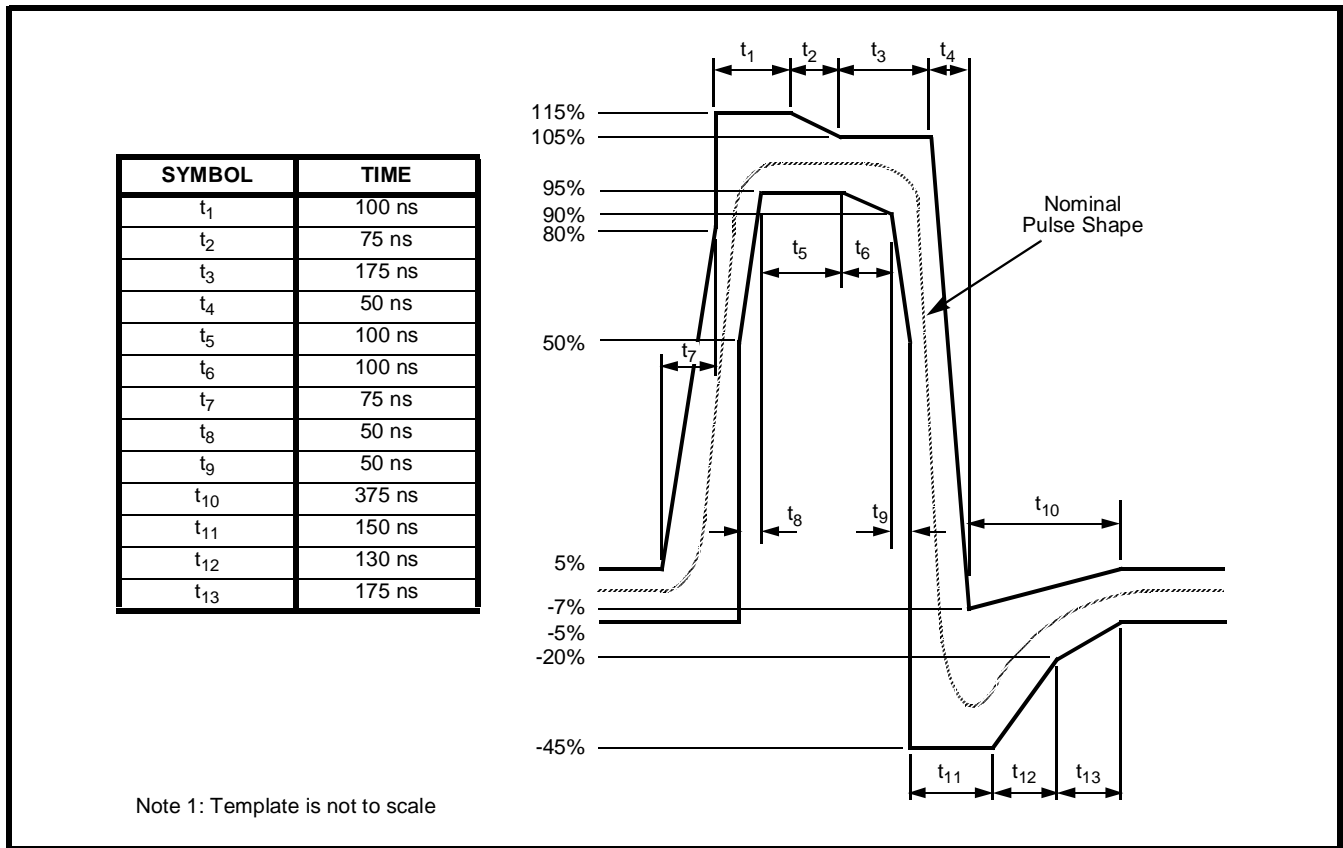 SYMBOL TIME
t1 100 ns
t2 75 ns
t3 175 ns
t4 50 ns
t5 100 ns
t6 100 ns
t7 75 ns
t8 50 ns
t9 50 ns
t10 375 ns
t11 150 ns
t12 130 ns
t13 175 ns
Note 1: Template is not to scale
t1 t2 t3 t4
115%
105%
95%
90%
80%
50%
5%
-7%
-5%
-20%
-45%
Nominal
Pulse Shape
t5 t6
t7
t8 t9 t10
t11 t12 t13